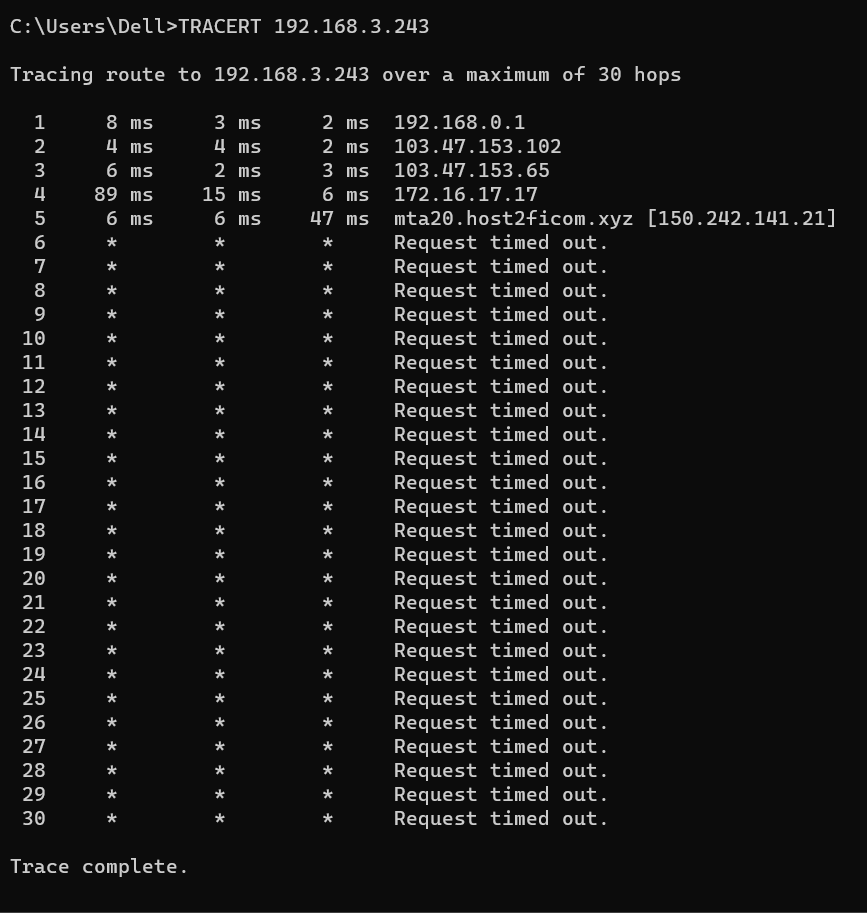 C:\Users\Dell>TRACERT 192.168.3.243
Tracing route to 192.168.3.243 over a maximum of 30 hops
1 8 ms 3 ms 2 ms 192.168.0.1
2 4 ms 4 ms 2 ms 103.47.153.102
3 6 ms 2 ms 3 ms 103.47.153.65
4 89 ms 15 ms 6 ms 172.16.17.17
5 6 ms 6 ms 47 ms mta20.host2ficom.xyz [150.242.141.21]
6 * * * Request timed out.
7 * * * Request timed out.
8 * * * Request timed out.
9 * * * Request timed out.
10 * * * Request timed out.
11 * * * Request timed out.
12 * * * Request timed out.
13 * * * Request timed out.
14 * * * Request timed out.
15 * * * Request timed out.
16 * * * Request timed out.
17 * * * Request timed out.
18 * * * Request timed out.
19 * * * Request timed out.
20 * * * Request timed out.
21 * * * Request timed out.
22 * * * Request timed out.
23 * * * Request timed out.
24 * * * Request timed out.
25 * * * Request timed out.
26 * * * Request timed out.
27 * * * Request timed out.
28 * * * Request timed out.
29 * * * Request timed out.
30 * * * Request timed out.
Trace complete.